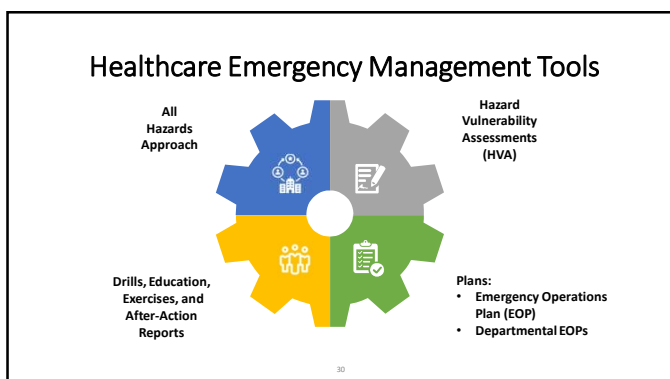 Healthcare Emergency Management Tools
All
Hazards
Approach
Hazard
Vulnerability
Assessments
(HVA)
Drills, Education,
Exercises, and
After-Action
Reports
Plans:
• Emergency Operations
Plan (EOP)
• Departmental EOPs
30